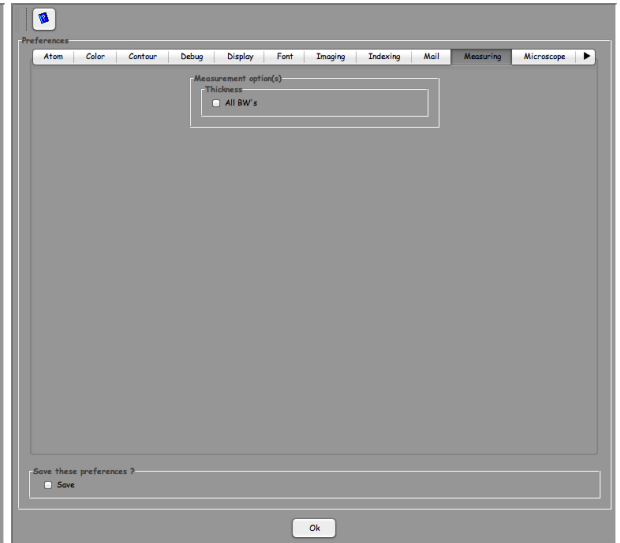 Preferences
Atom Color Contour Debug Display Font Imaging Indexing Mail Measuring Microscope
Measurement option(s)
Thickness
All BW's
Save these preferences ?
Save
Ok